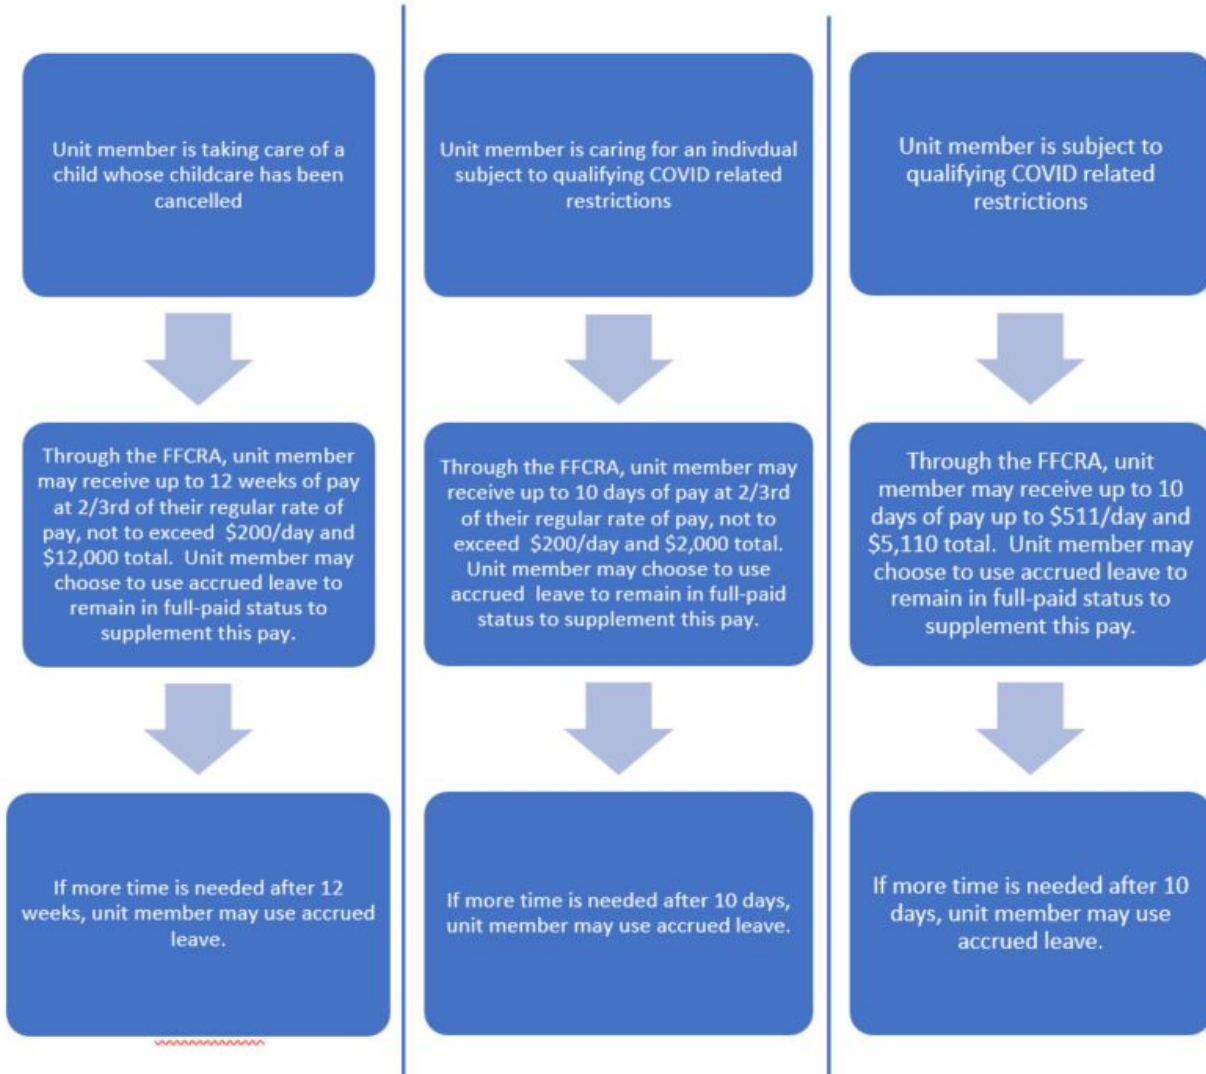 Unit member is taking care of a
child whose childcare has been
cancelled
Through the FFCRA, unit member
may receive up to 12 weeks of pay
at 2/3rd of their regular rate of
pay, not to exceed $200/day and
$12,000 total. Unit member may
choose to use accrued leave to
remain in full-paid status to
supplement this pay.
If more time is needed after 12
weeks, unit member may use accrued
leave.
Unit member is caring for an indivdual
subject to qualifying COVID related
restrictions
Through the FFCRA, unit member may
receive up to 10 days of pay at 2/3rd
of their regular rate of pay, not to
exceed $200/day and $2,000 total.
Unit member may choose to use
accrued leave to remain in full-paid
status to supplement this pay.
If more time is needed after 10 days,
unit member may use accrued leave.
Unit member is subject to
qualifying COVID related
restrictions
Through the FFCRA, unit
member may receive up to 10
days of pay up to $511/day and
$5,110 total. Unit member may
choose to use accrued leave to
remain in full-paid status to
supplement this pay.
If more time is needed after 10
days, unit member may use
accrued leave.